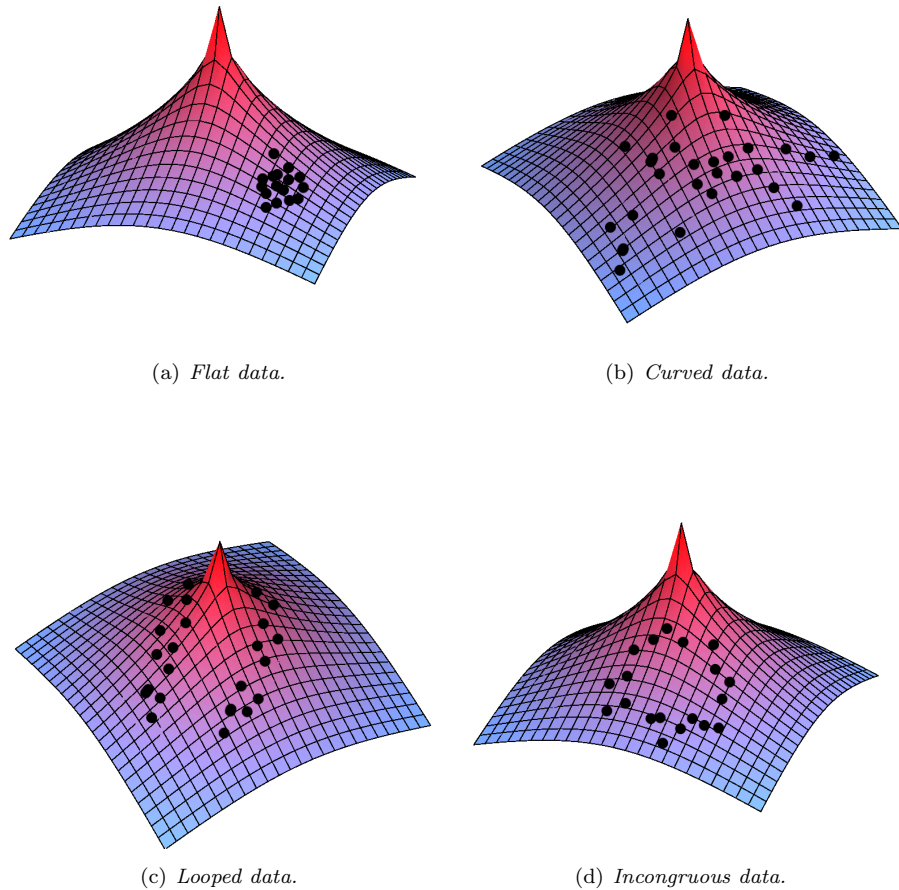 (a) Flat data.
(b) Curved data.
(c) Looped data.
(d) Incongruous data.